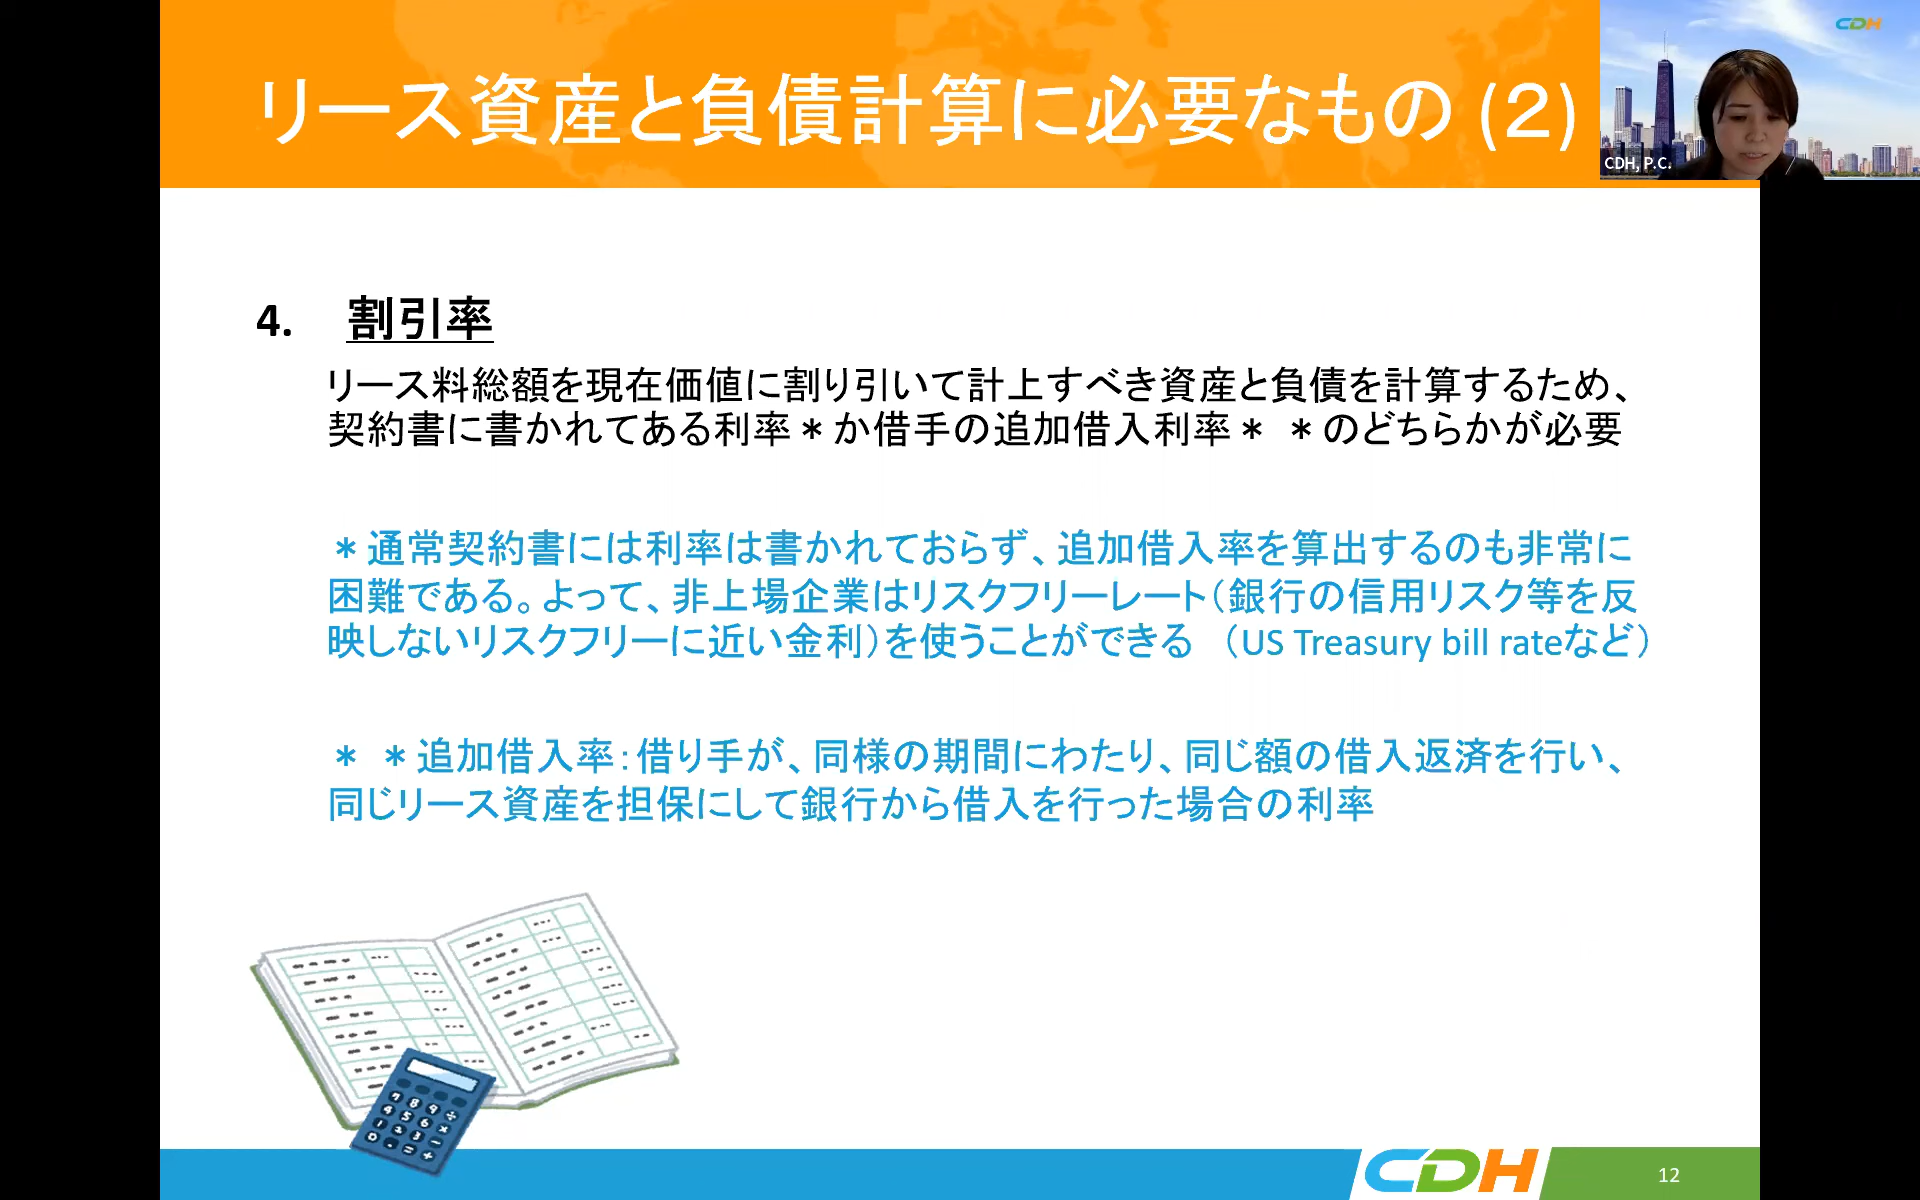 リース資産と負債計算に必要なもの (2)
CDH
CDH, P.C.
4. 割引率
リース料総額を現在価値に割り引いて計上すべき資産と負債を計算するため、
契約書に書かれてある利率＊か借手の追加借入利率＊ ＊のどちらかが必要
＊通常契約書には利率は書かれておらず、追加借入率を算出するのも非常に
困難である。よって、非上場企業はリスクフリーレート（銀行の信用リスク等を反
映しないリスクフリーに近い金利）を使うことができる （US Treasury bill rateなど）
＊ ＊追加借入率：借り手が、同様の期間にわたり、同じ額の借入返済を行い、
同じリース資産を担保にして銀行から借入を行った場合の利率
7 8 9 ÷
4 5 6 ×
1 2 3 −
0 . = +
CDH
12